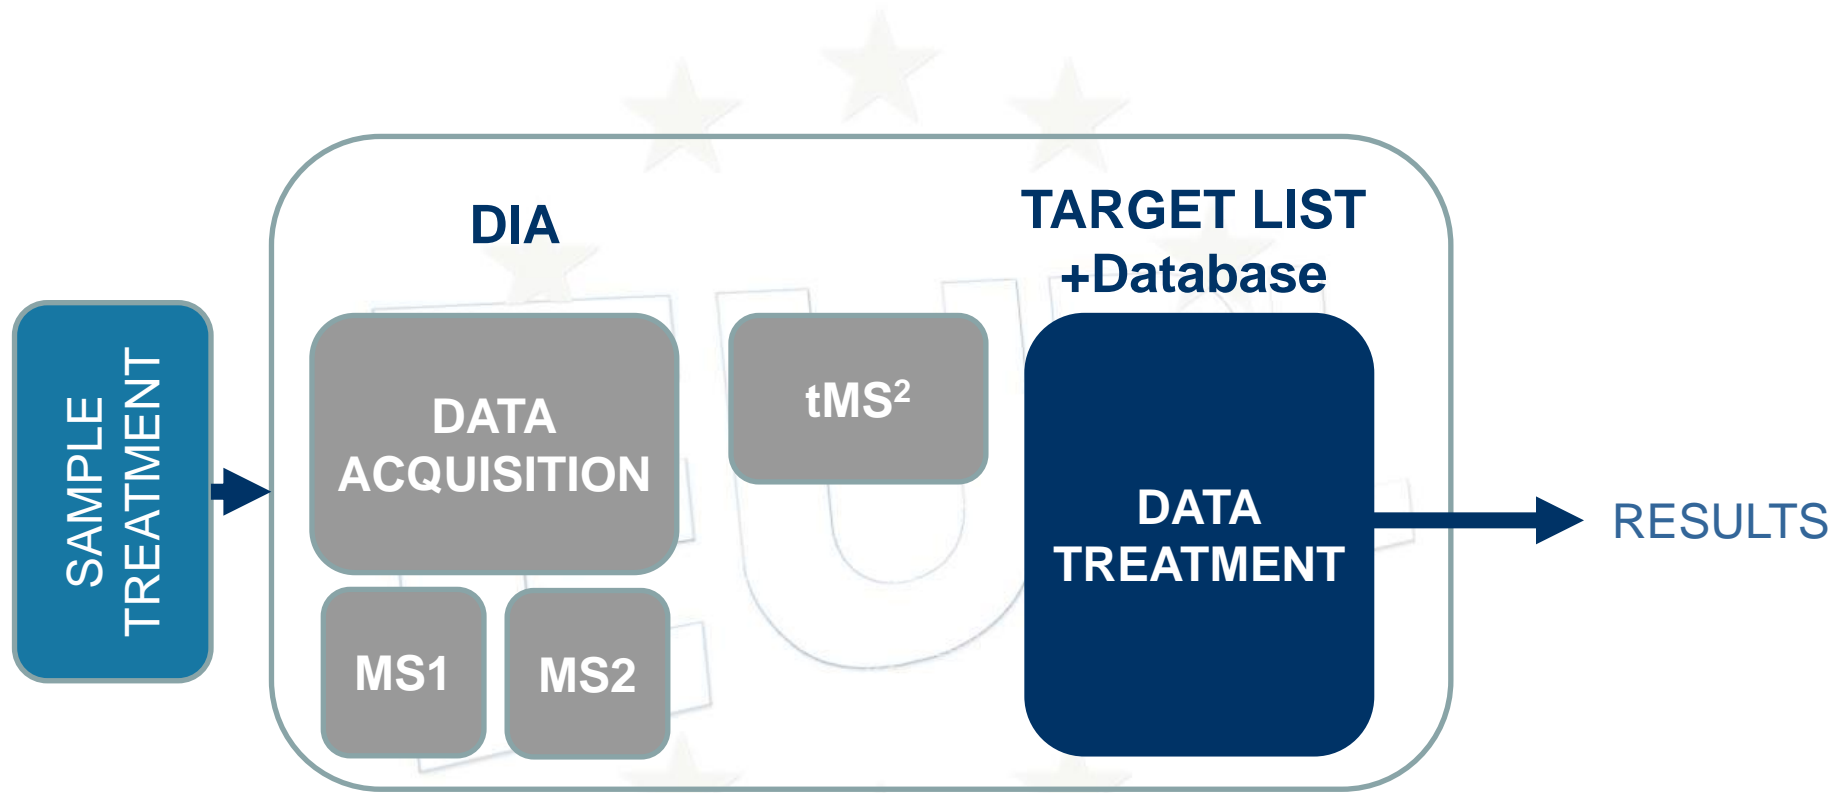 SAMPLE
TREATMENT
DIA
DATA
ACQUISITION
MS1
MS2
tMS²
TARGET LIST
+Database
DATA
TREATMENT
RESULTS